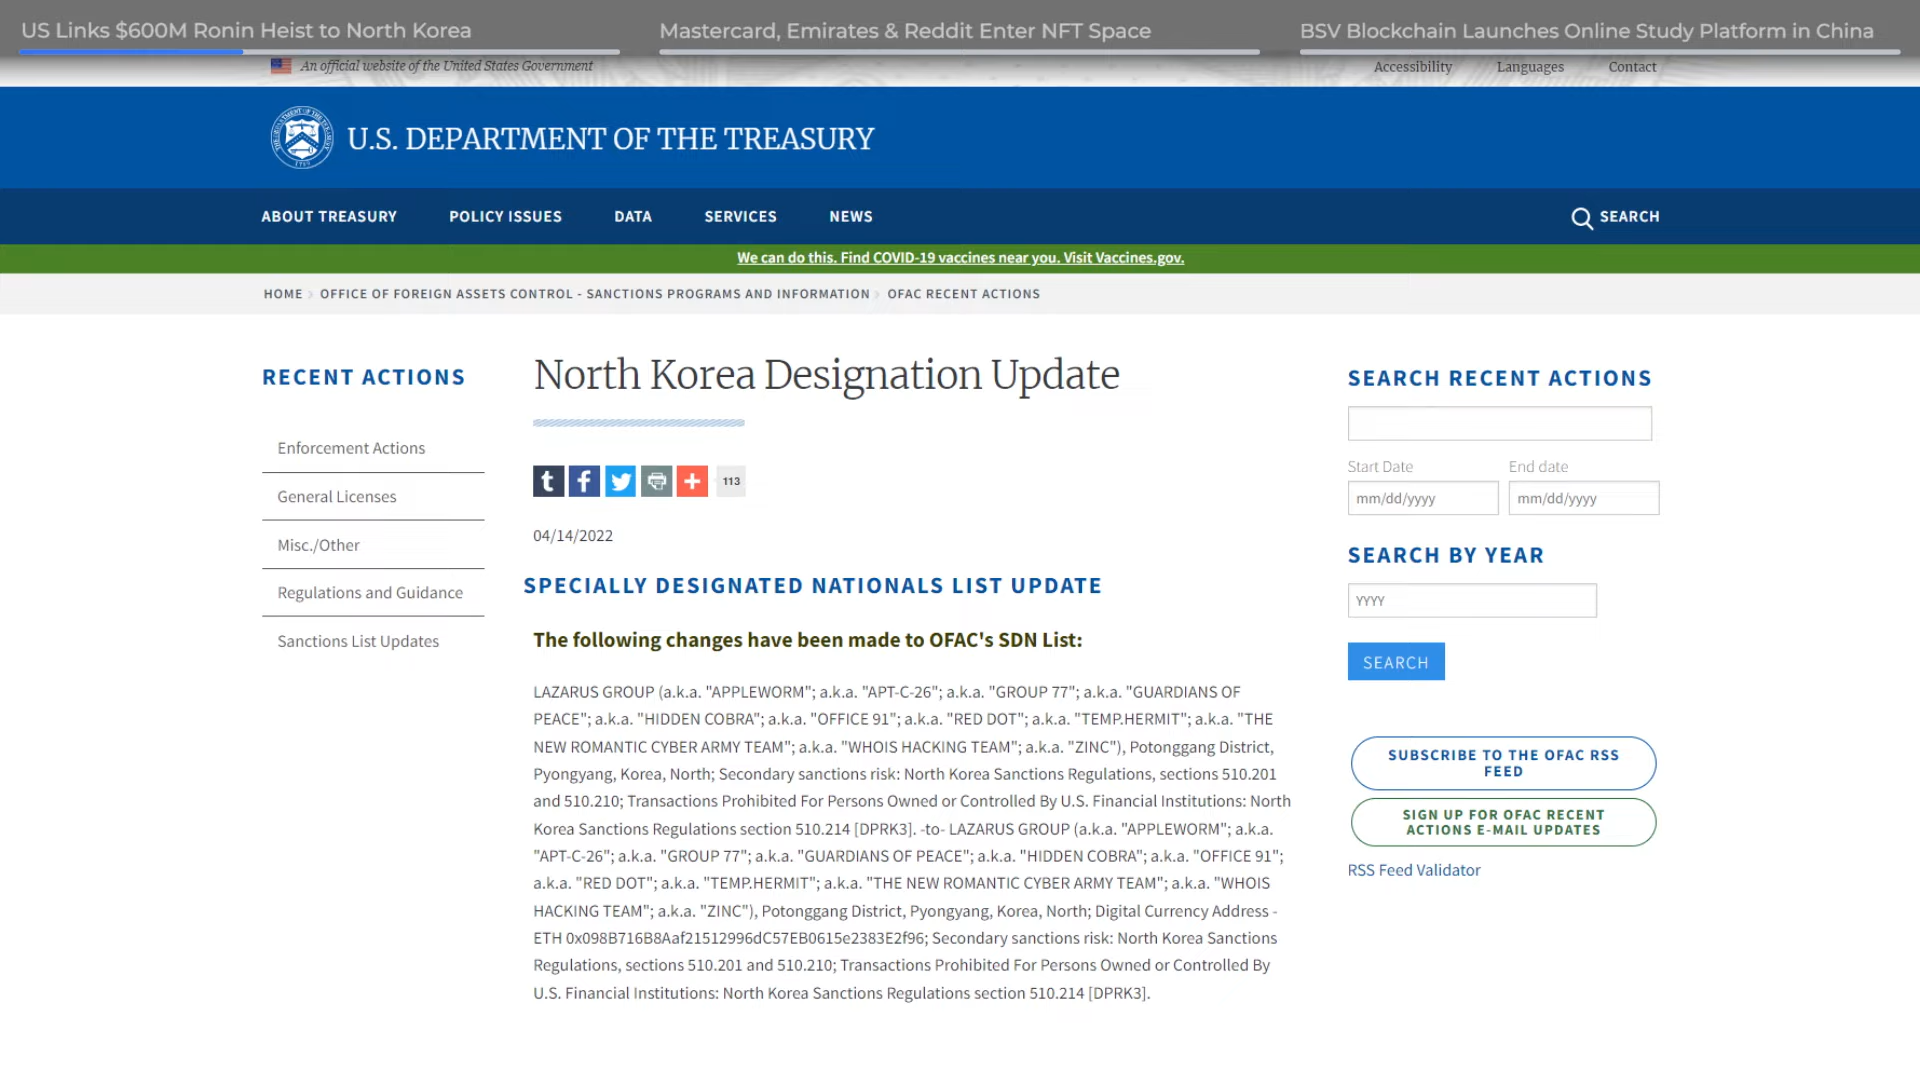 US Links $600M Ronin Heist to North Korea
Mastercard, Emirates & Reddit Enter NFT Space
BSV Blockchain Launches Online Study Platform in China
An official website of the United States Government
Accessibility
Languages
Contact
U.S. DEPARTMENT OF THE TREASURY
ABOUT TREASURY
POLICY ISSUES
DATA
SERVICES
NEWS
SEARCH
We can do this. Find COVID-19 vaccines near you. Visit Vaccines.gov.
HOME > OFFICE OF FOREIGN ASSETS CONTROL - SANCTIONS PROGRAMS AND INFORMATION > OFAC RECENT ACTIONS
RECENT ACTIONS
Enforcement Actions
General Licenses
Misc./Other
Regulations and Guidance
Sanctions List Updates
North Korea Designation Update
113
04/14/2022
SPECIALLY DESIGNATED NATIONALS LIST UPDATE
The following changes have been made to OFAC's SDN List:
LAZARUS GROUP (a.k.a. "APPLEWORM"; a.k.a. "APT-C-26"; a.k.a. "GROUP 77"; a.k.a. "GUARDIANS OF
PEACE"; a.k.a. "HIDDEN COBRA"; a.k.a. "OFFICE 91"; a.k.a. "RED DOT"; a.k.a. "TEMP.HERMIT"; a.k.a. "THE
NEW ROMANTIC CYBER ARMY TEAM"; a.k.a. "WHOIS HACKING TEAM"; a.k.a. "ZINC"), Potonggang District,
Pyongyang, Korea, North; Secondary sanctions risk: North Korea Sanctions Regulations, sections 510.201
and 510.210; Transactions Prohibited For Persons Owned or Controlled By U.S. Financial Institutions: North
Korea Sanctions Regulations section 510.214 [DPRK3]. -to- LAZARUS GROUP (a.k.a. "APPLEWORM"; a.k.a.
"APT-C-26"; a.k.a. "GROUP 77"; a.k.a. "GUARDIANS OF PEACE"; a.k.a. "HIDDEN COBRA"; a.k.a. "OFFICE 91";
a.k.a. "RED DOT"; a.k.a. "TEMP.HERMIT"; a.k.a. "THE NEW ROMANTIC CYBER ARMY TEAM"; a.k.a. "WHOIS
HACKING TEAM"; a.k.a. "ZINC"), Potonggang District, Pyongyang, Korea, North; Digital Currency Address -
ETH 0x098B716B8Aaf21512996dC57EB0615e2383E2f96; Secondary sanctions risk: North Korea Sanctions
Regulations, sections 510.201 and 510.210; Transactions Prohibited For Persons Owned or Controlled By
U.S. Financial Institutions: North Korea Sanctions Regulations section 510.214 [DPRK3].
SEARCH RECENT ACTIONS
Start Date
End date
mm/dd/yyyy
mm/dd/yyyy
SEARCH BY YEAR
YYYY
SEARCH
SUBSCRIBE TO THE OFAC RSS
FEED
SIGN UP FOR OFAC RECENT
ACTIONS E-MAIL UPDATES
RSS Feed Validator